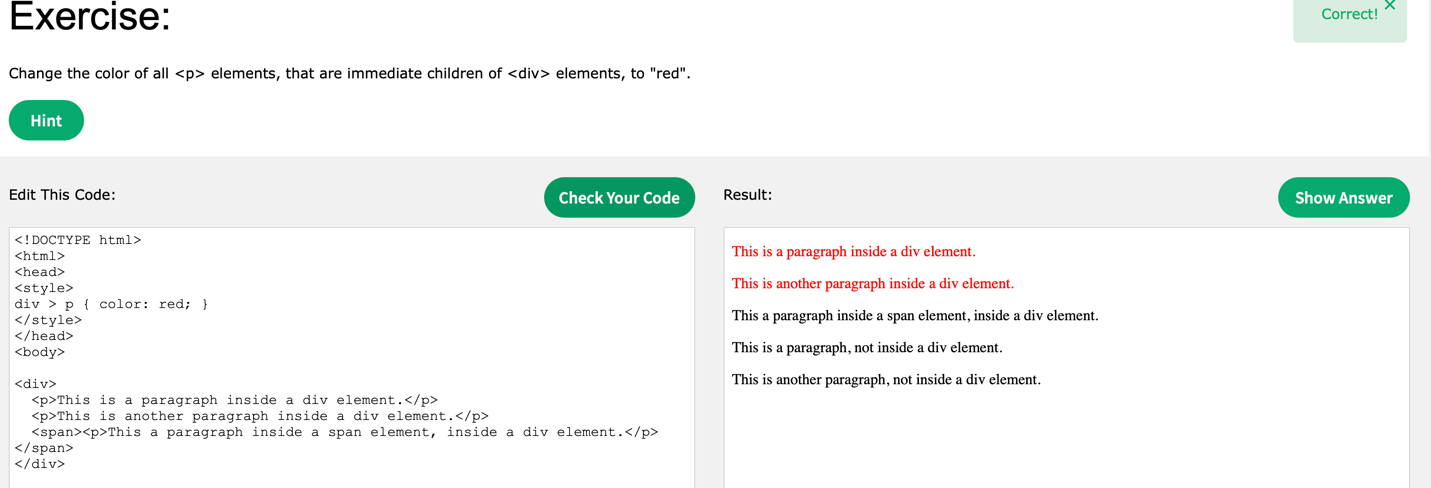 Exercise:
Correct! ×
Change the color of all <p> elements, that are immediate children of <div> elements, to "red".
Hint
Edit This Code:
Check Your Code
<!DOCTYPE html>
<html>
<head>
<style>
div > p { color: red; }
</style>
</head>
<body>

<div>
  <p>This is a paragraph inside a div element.</p>
  <p>This is another paragraph inside a div element.</p>
  <span><p>This a paragraph inside a span element, inside a div element.</p>
</span>
</div>
Result:
Show Answer
This is a paragraph inside a div element.
This is another paragraph inside a div element.
This a paragraph inside a span element, inside a div element.
This is a paragraph, not inside a div element.
This is another paragraph, not inside a div element.